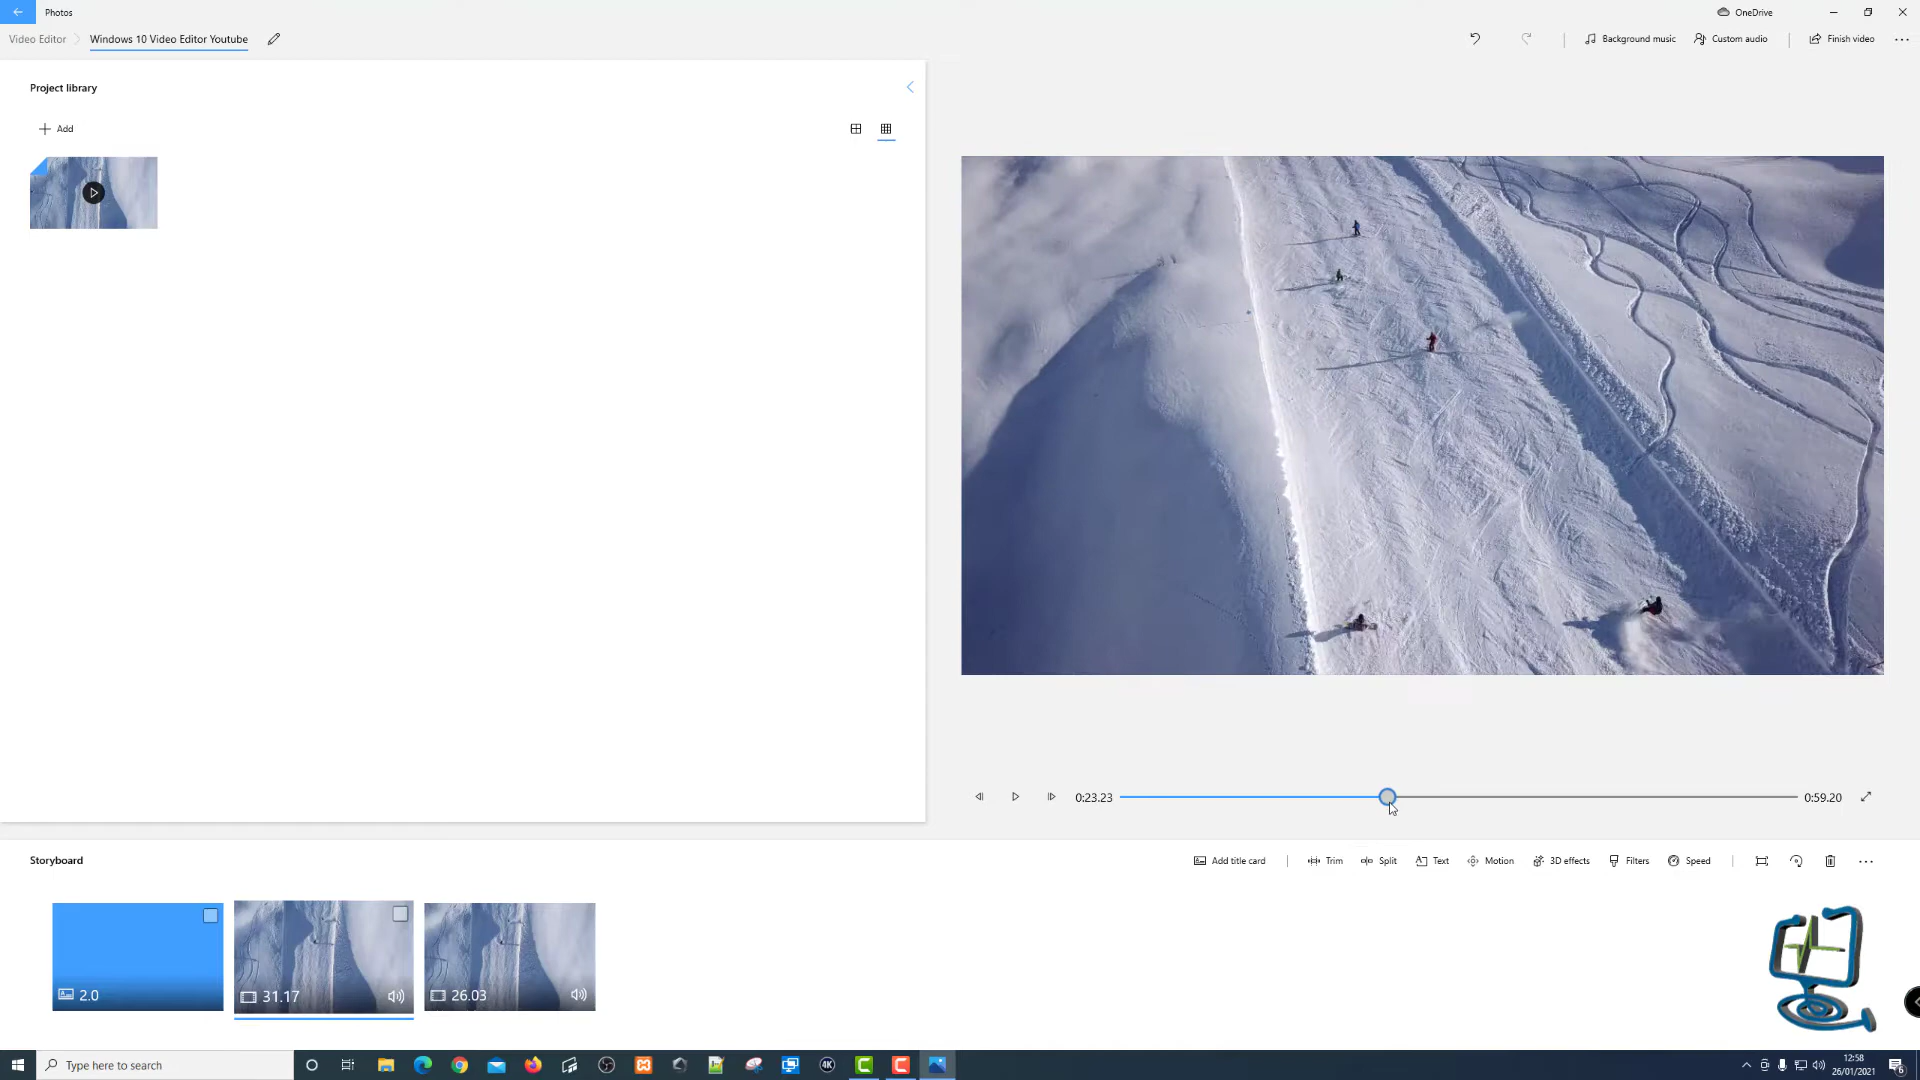 Photos
OneDrive
Video Editor
Windows 10 Video Editor Youtube
Background music
Custom audio
Finish video
Project library
Add
0:23.23
0:59.20
Storyboard
Add title card
Trim
Split
Text
Motion
3D effects
Filters
Speed
2.0
31.17
26.03
Type here to search
4K
12:58
26/01/2021
6